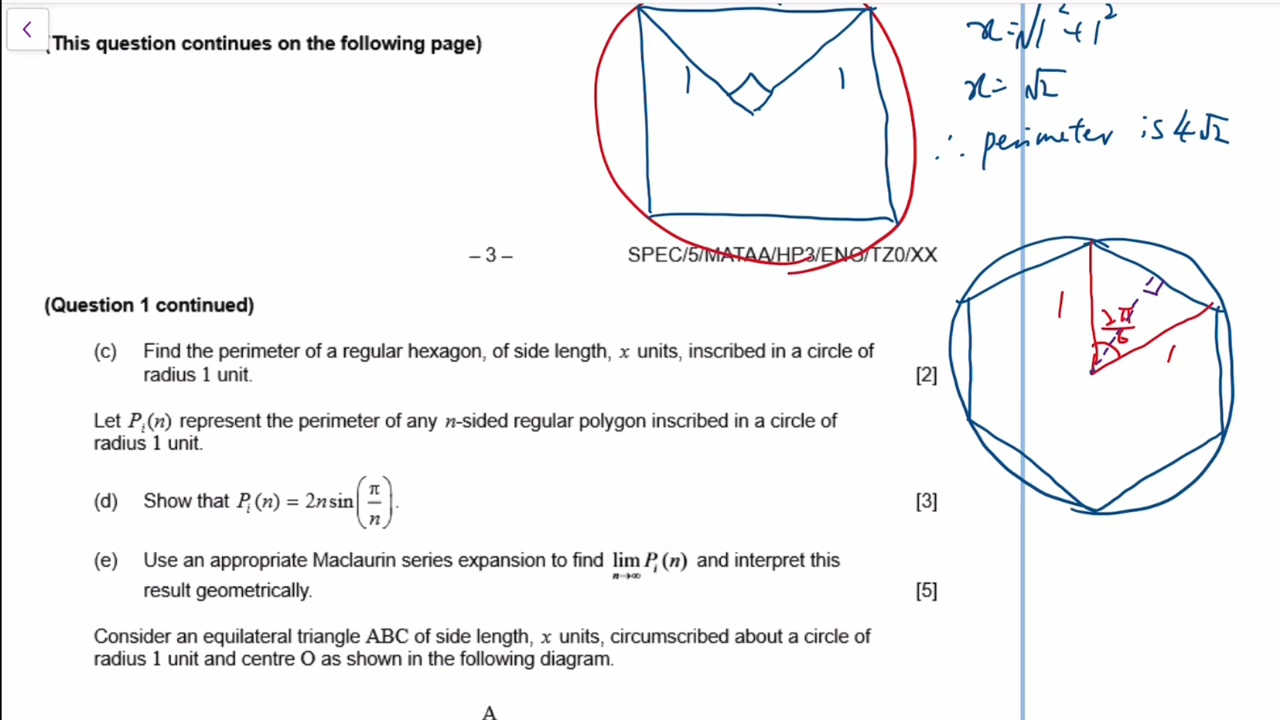 (This question continues on the following page)
x = √1² + 1²
x = √2
1
1
∴ perimeter is 4√2
– 3 –
SPEC/5/MATAA/HP3/ENG/TZ0/XX
(Question 1 continued)
1
2π/6
1
(c) Find the perimeter of a regular hexagon, of side length, x units, inscribed in a circle of
radius 1 unit. [2]
Let Pᵢ(n) represent the perimeter of any n-sided regular polygon inscribed in a circle of
radius 1 unit.
(d) Show that Pᵢ(n) = 2n sin(π/n). [3]
(e) Use an appropriate Maclaurin series expansion to find lim n→∞ Pᵢ(n) and interpret this
result geometrically. [5]
Consider an equilateral triangle ABC of side length, x units, circumscribed about a circle of
radius 1 unit and centre O as shown in the following diagram.
A